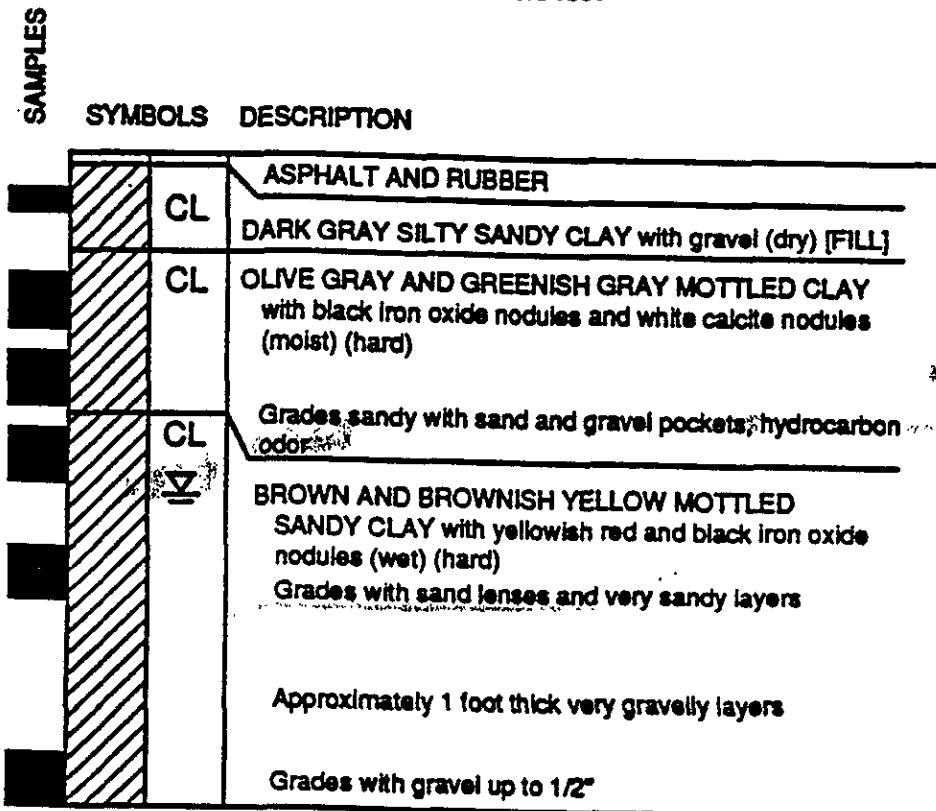 SAMPLES
SYMBOLS DESCRIPTION
ASPHALT AND RUBBER
CL
DARK GRAY SILTY SANDY CLAY with gravel (dry) [FILL]
CL
OLIVE GRAY AND GREENISH GRAY MOTTLED CLAY
with black iron oxide nodules and white calcite nodules
(moist) (hard)
Grades sandy with sand and gravel pockets, hydrocarbon
odor
CL
BROWN AND BROWNISH YELLOW MOTTLED
SANDY CLAY with yellowish red and black iron oxide
nodules (wet) (hard)
Grades with sand lenses and very sandy layers
Approximately 1 foot thick very gravelly layers
Grades with gravel up to 1/2"